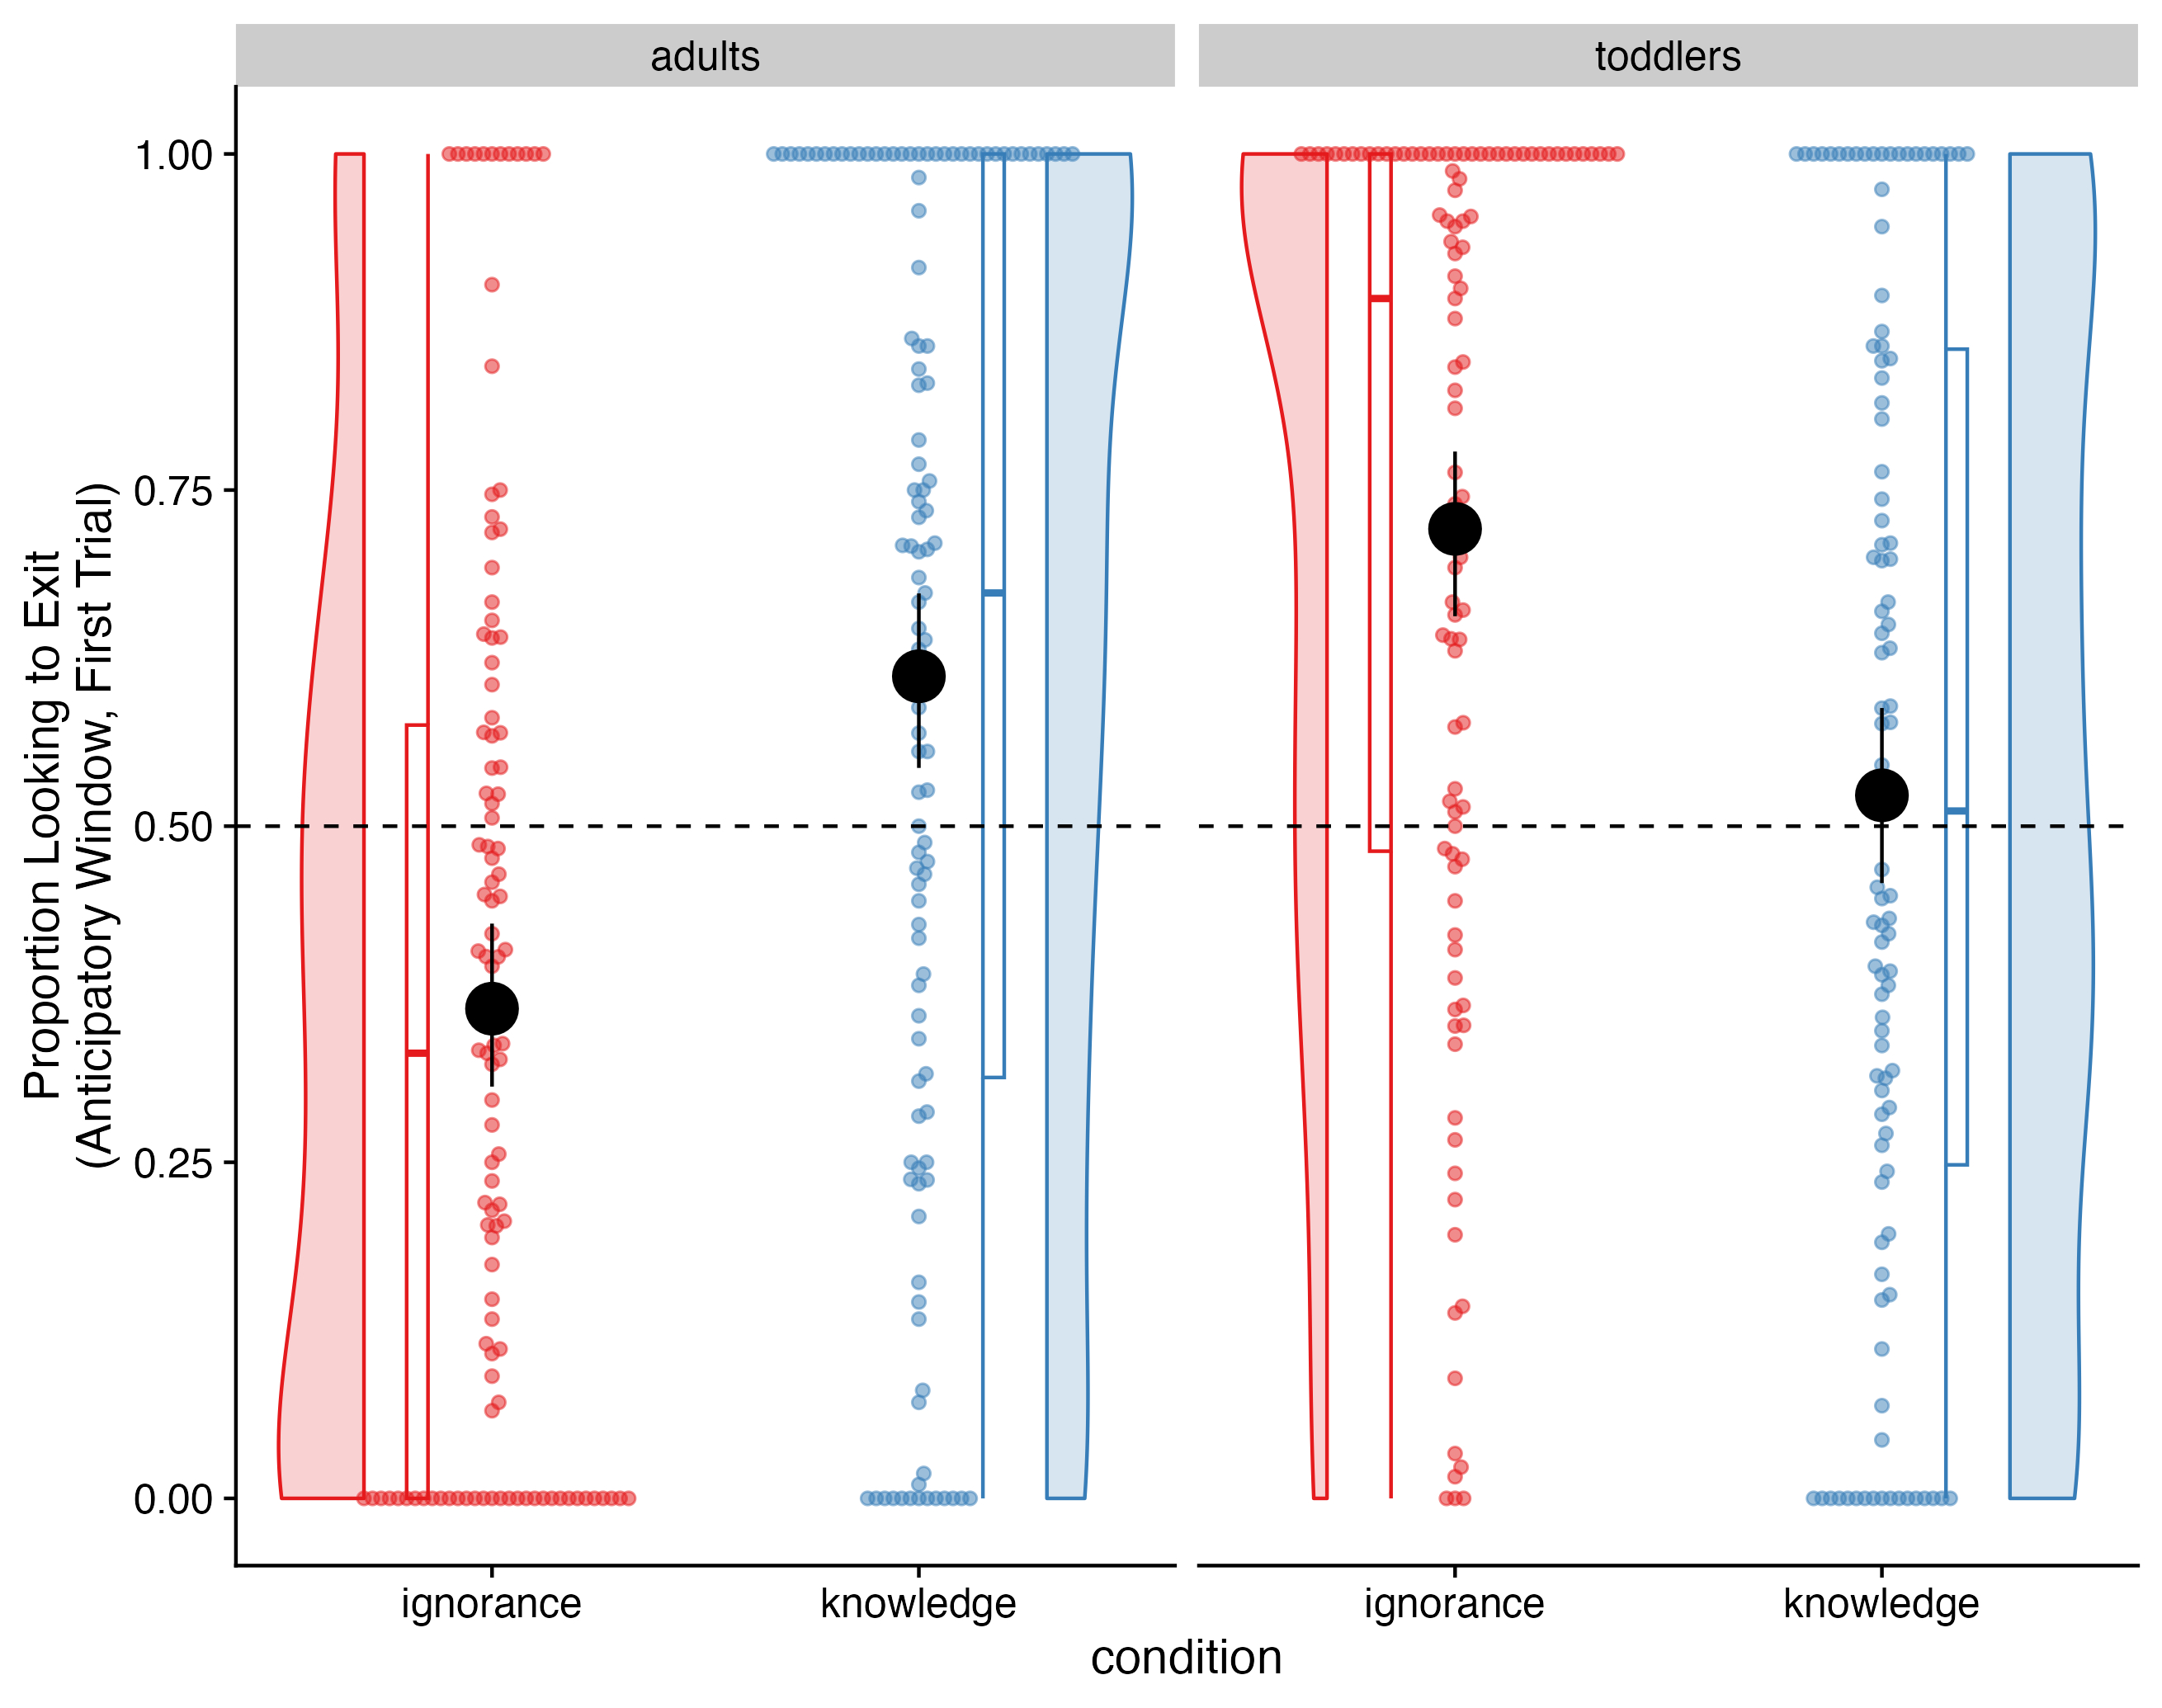 adults
toddlers
Proportion Looking to Exit
(Anticipatory Window, First Trial)
1.00
0.75
0.50
0.25
0.00
ignorance
knowledge
ignorance
knowledge
condition